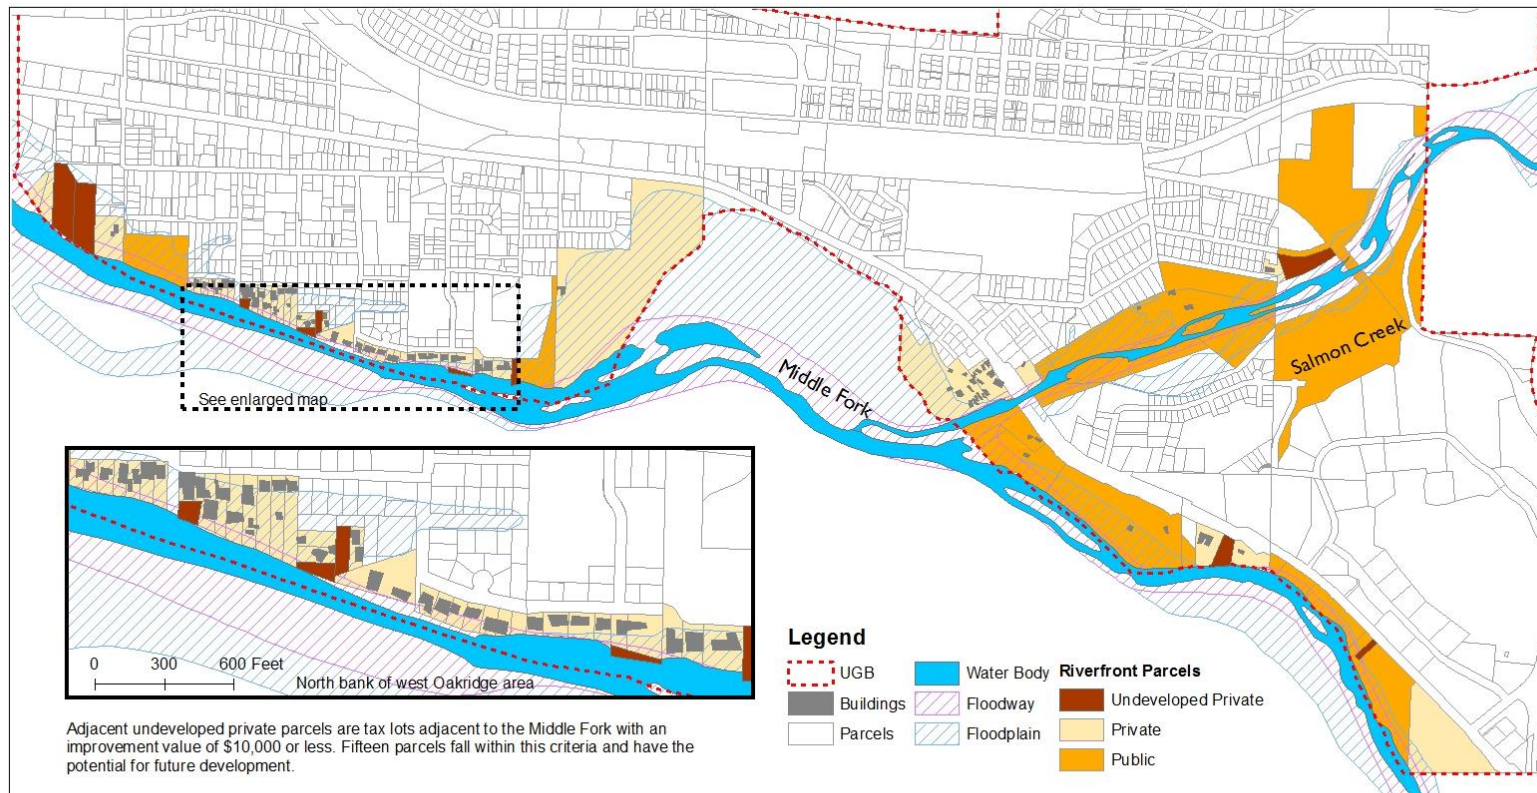 Salmon Creek
Middle Fork
See enlarged map
0 300 600 Feet
North bank of west Oakridge area
Adjacent undeveloped private parcels are tax lots adjacent to the Middle Fork with an
improvement value of $10,000 or less. Fifteen parcels fall within this criteria and have the
potential for future development.
Legend
UGB
Buildings
Parcels
Water Body
Floodway
Floodplain
Riverfront Parcels
Undeveloped Private
Private
Public